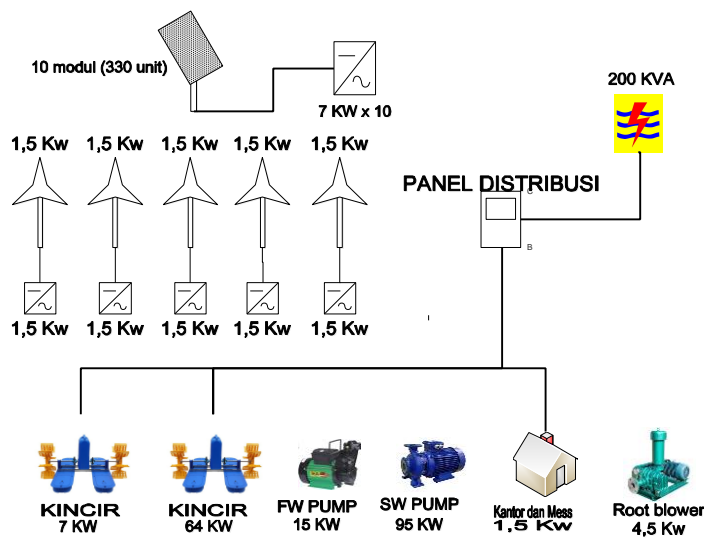 10 modul (330 unit)
7 KW x 10
200 KVA
1,5 Kw 1,5 Kw 1,5 Kw 1,5 Kw 1,5 Kw
PANEL DISTRIBUSI
C
B
1,5 Kw 1,5 Kw 1,5 Kw 1,5 Kw 1,5 Kw
KINCIR
7 KW
KINCIR
64 KW
FW PUMP
15 KW
SW PUMP
95 KW
Kantor dan Mess
1,5 Kw
Root blower
4,5 Kw